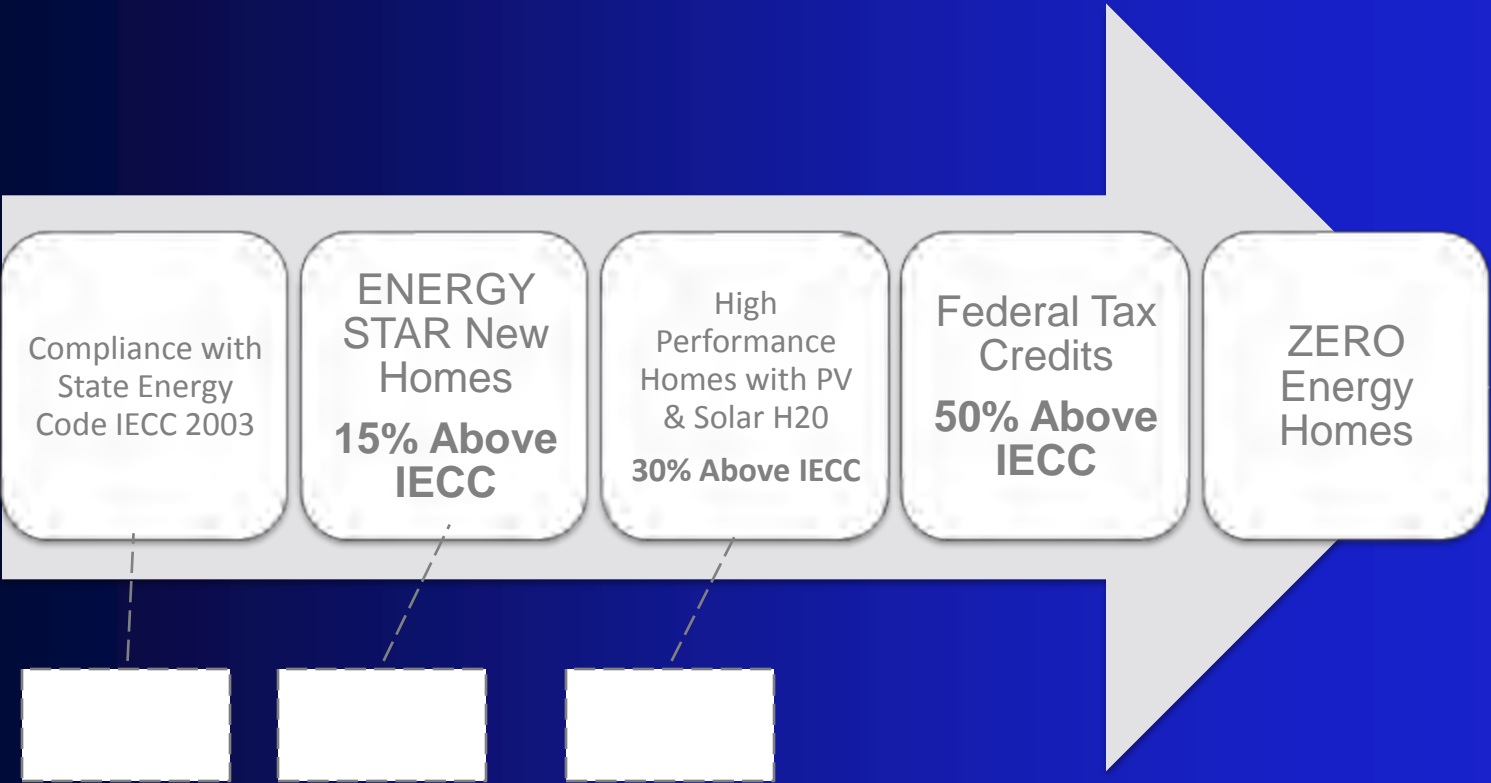 Compliance with
State Energy
Code IECC 2003
ENERGY
STAR New
Homes
15% Above
IECC
High
Performance
Homes with PV
& Solar H20
30% Above IECC
Federal Tax
Credits
50% Above
IECC
ZERO
Energy
Homes